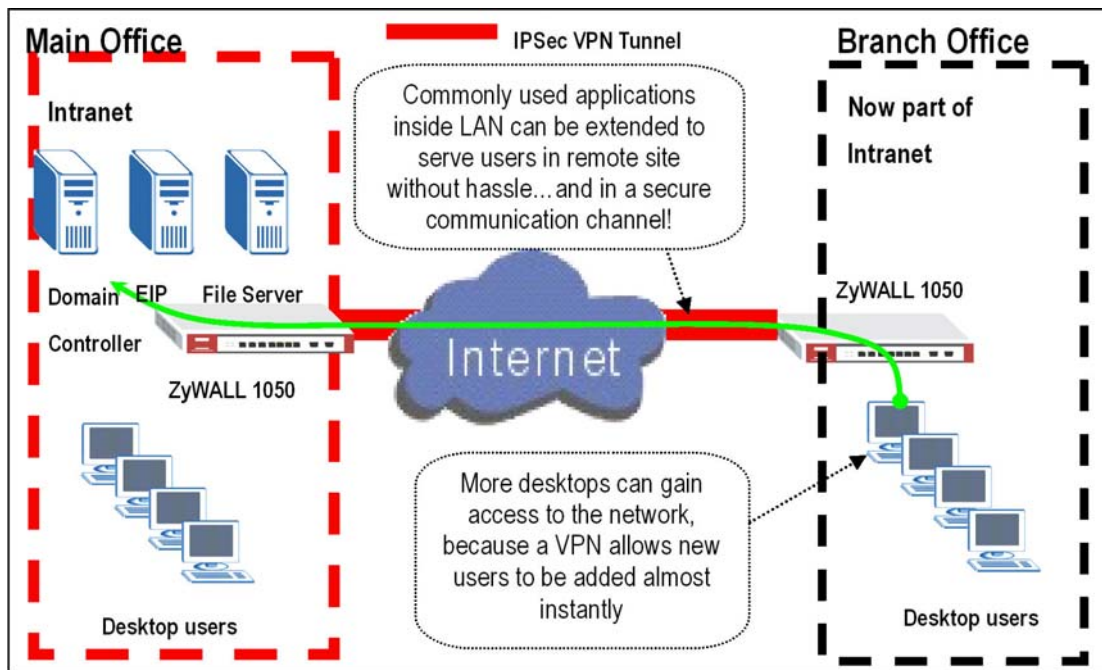 Main Office
IPSec VPN Tunnel
Branch Office
Intranet
Commonly used applications
inside LAN can be extended to
serve users in remote site
without hassle... and in a secure
communication channel!
Now part of
Intranet
Domain EIP File Server
Controller
ZyWALL 1050
Internet
ZyWALL 1050
More desktops can gain
access to the network,
because a VPN allows new
users to be added almost
instantly
Desktop users
Desktop users